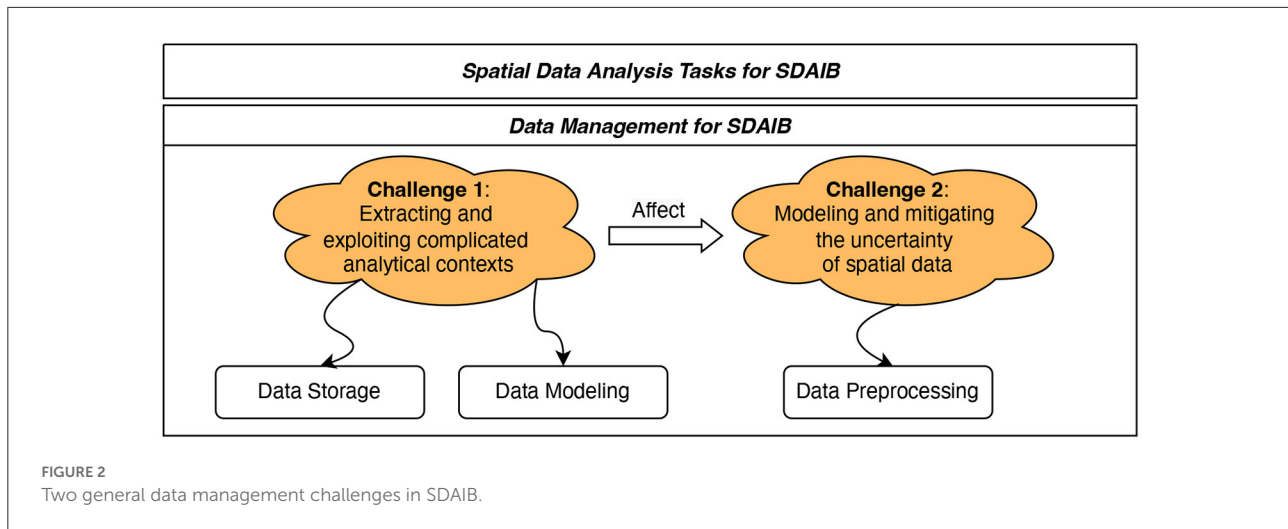 Spatial Data Analysis Tasks for SDAIB
Data Management for SDAIB
Challenge 1:
Extracting and
exploiting complicated
analytical contexts
Affect
Challenge 2:
Modeling and mitigating
the uncertainty
of spatial data
Data Storage
Data Modeling
Data Preprocessing
FIGURE 2
Two general data management challenges in SDAIB.